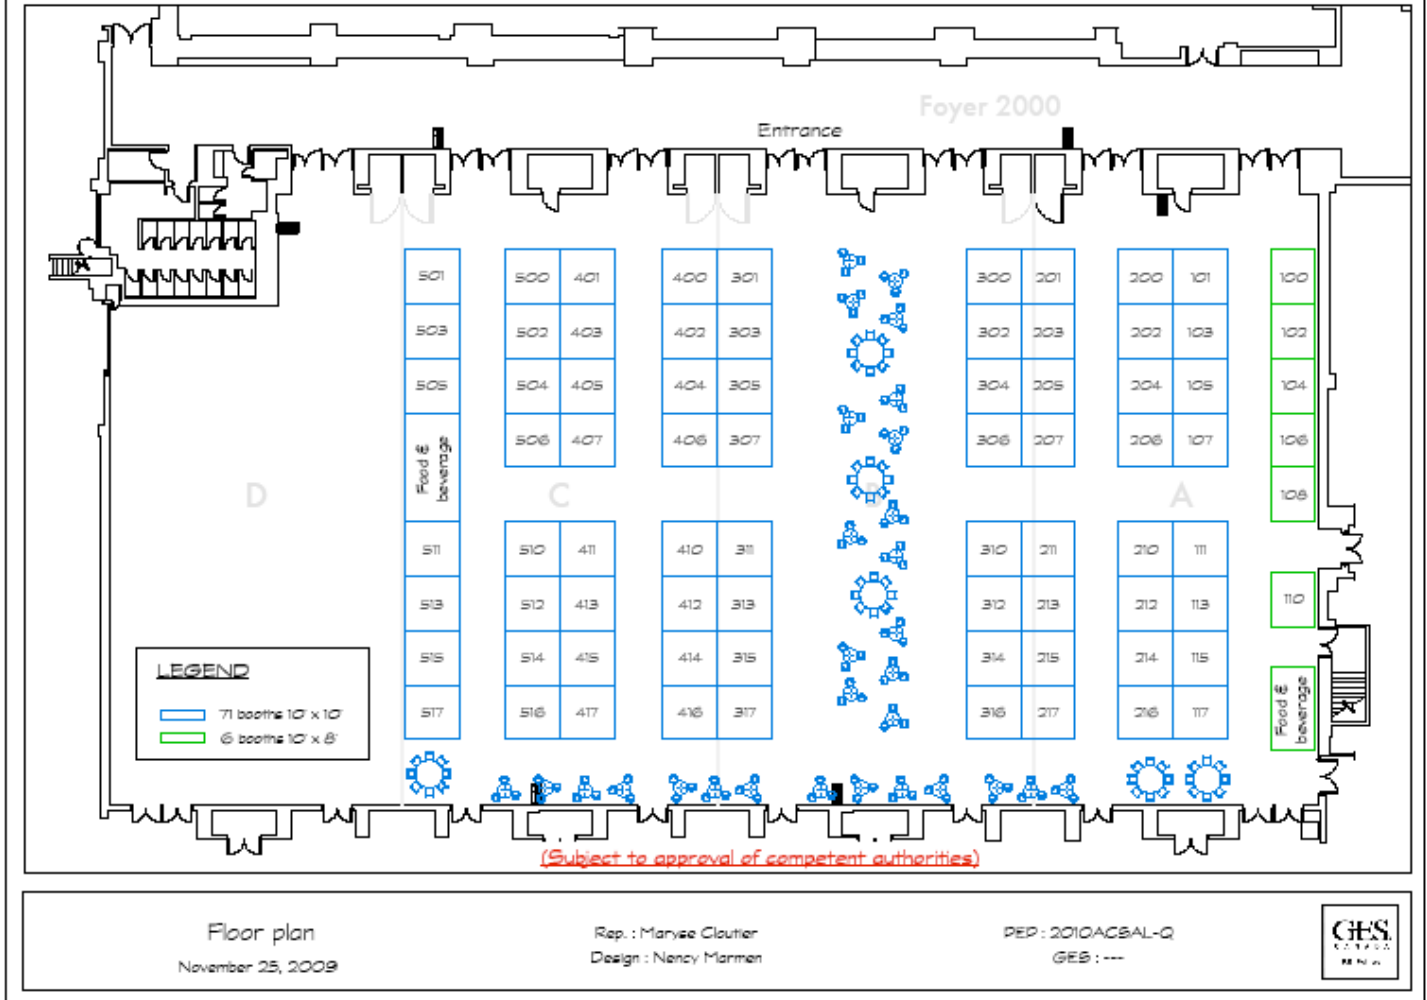 Foyer 2000
Entrance
501 500 401 400 301 300 201 200 101 100
503 502 403 402 303 302 203 202 103 102
505 504 405 404 305 304 205 204 105 104
Food &
beverage
506 407 406 307 306 207 206 107 106
D C B A
108
511 510 411 410 311 310 211 210 111
110
513 512 413 412 313 312 213 212 113
515 514 415 414 315 314 215 214 115
517 516 417 416 317 316 217 216 117
Food &
beverage
LEGEND
71 booths 10' x 10'
6 booths 10' x 8'
(Subject to approval of competent authorities)
Floor plan
November 25, 2009
Rep. : Maryse Cloutier
Design : Nency Marmen
DEP : 2010ACSAL-Q
GES : ---
GES
CANADA